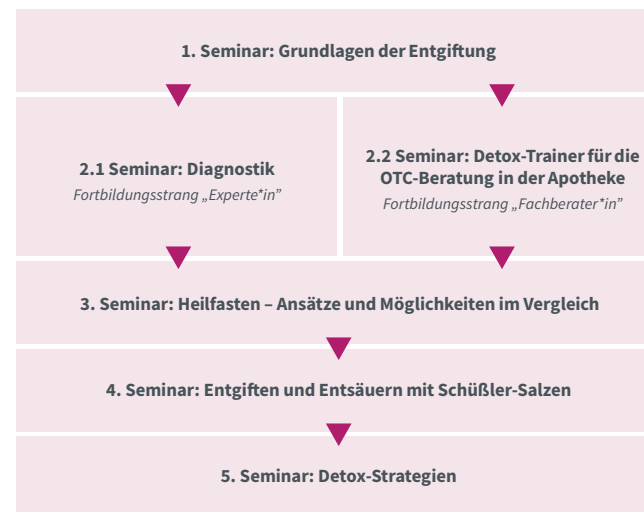 1. Seminar: Grundlagen der Entgiftung
2.1 Seminar: Diagnostik
Fortbildungsstrang „Experte*in”
2.2 Seminar: Detox-Trainer für die
OTC-Beratung in der Apotheke
Fortbildungsstrang „Fachberater*in”
3. Seminar: Heilfasten – Ansätze und Möglichkeiten im Vergleich
4. Seminar: Entgiften und Entsäuern mit Schüßler-Salzen
5. Seminar: Detox-Strategien